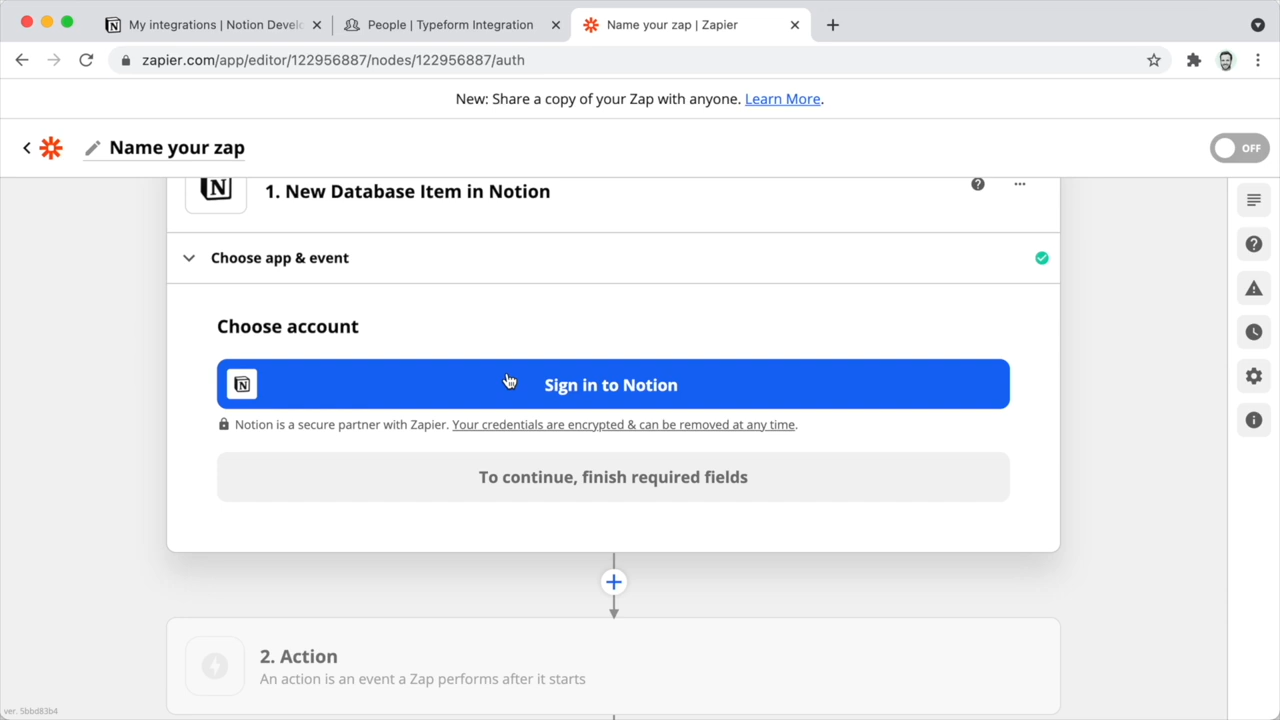 My integrations | Notion Devel
People | Typeform Integration
Name your zap | Zapier
zapier.com/app/editor/122956887/nodes/122956887/auth
New: Share a copy of your Zap with anyone. Learn More.
Name your zap
OFF
1. New Database Item in Notion
Choose app & event
Choose account
Sign in to Notion
Notion is a secure partner with Zapier. Your credentials are encrypted & can be removed at any time.
To continue, finish required fields
2. Action
An action is an event a Zap performs after it starts
ver. 5bbd83b4